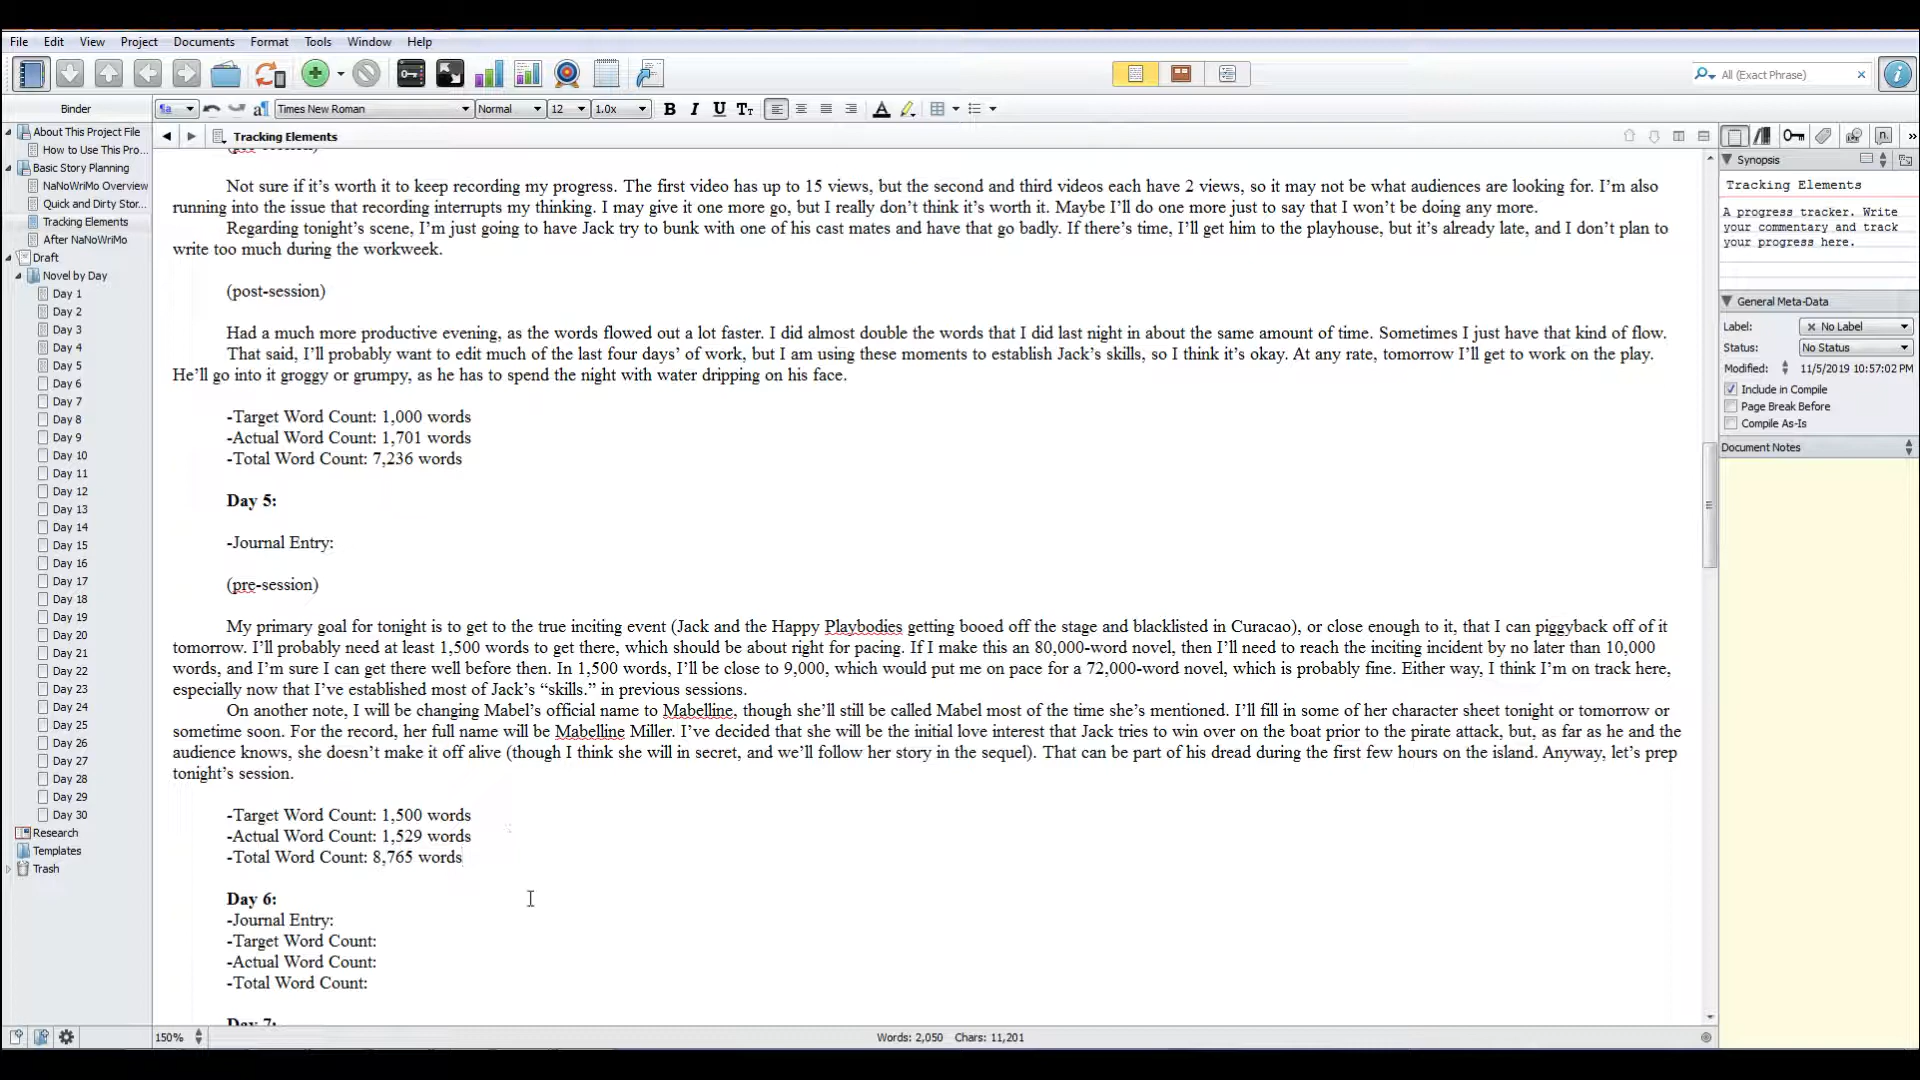 File Edit View Project Documents Format Tools Window Help
All (Exact Phrase)
Binder
Times New Roman Normal 12 1.0x B I U
Tracking Elements
About This Project File
How to Use This Pro...
Basic Story Planning
NaNoWriMo Overview
Quick and Dirty Stor...
Tracking Elements
After NaNoWriMo
Draft
Novel by Day
Day 1
Day 2
Day 3
Day 4
Day 5
Day 6
Day 7
Day 8
Day 9
Day 10
Day 11
Day 12
Day 13
Day 14
Day 15
Day 16
Day 17
Day 18
Day 19
Day 20
Day 21
Day 22
Day 23
Day 24
Day 25
Day 26
Day 27
Day 28
Day 29
Day 30
Research
Templates
Trash
Not sure if it’s worth it to keep recording my progress. The first video has up to 15 views, but the second and third videos each have 2 views, so it may not be what audiences are looking for. I’m also
running into the issue that recording interrupts my thinking. I may give it one more go, but I really don’t think it’s worth it. Maybe I’ll do one more just to say that I won’t be doing any more.
Regarding tonight’s scene, I’m just going to have Jack try to bunk with one of his cast mates and have that go badly. If there’s time, I’ll get him to the playhouse, but it’s already late, and I don’t plan to
write too much during the workweek.
(post-session)
Had a much more productive evening, as the words flowed out a lot faster. I did almost double the words that I did last night in about the same amount of time. Sometimes I just have that kind of flow.
That said, I’ll probably want to edit much of the last four days’ of work, but I am using these moments to establish Jack’s skills, so I think it’s okay. At any rate, tomorrow I’ll get to work on the play.
He’ll go into it groggy or grumpy, as he has to spend the night with water dripping on his face.
-Target Word Count: 1,000 words
-Actual Word Count: 1,701 words
-Total Word Count: 7,236 words
Day 5:
-Journal Entry:
(pre-session)
My primary goal for tonight is to get to the true inciting event (Jack and the Happy Playbodies getting booed off the stage and blacklisted in Curacao), or close enough to it, that I can piggyback off of it
tomorrow. I’ll probably need at least 1,500 words to get there, which should be about right for pacing. If I make this an 80,000-word novel, then I’ll need to reach the inciting incident by no later than 10,000
words, and I’m sure I can get there well before then. In 1,500 words, I’ll be close to 9,000, which would put me on pace for a 72,000-word novel, which is probably fine. Either way, I think I’m on track here,
especially now that I’ve established most of Jack’s “skills.” in previous sessions.
On another note, I will be changing Mabel’s official name to Mabelline, though she’ll still be called Mabel most of the time she’s mentioned. I’ll fill in some of her character sheet tonight or tomorrow or
sometime soon. For the record, her full name will be Mabelline Miller. I’ve decided that she will be the initial love interest that Jack tries to win over on the boat prior to the pirate attack, but, as far as he and the
audience knows, she doesn’t make it off alive (though I think she will in secret, and we’ll follow her story in the sequel). That can be part of his dread during the first few hours on the island. Anyway, let’s prep
tonight’s session.
-Target Word Count: 1,500 words
-Actual Word Count: 1,529 words
-Total Word Count: 8,765 words
Day 6:
-Journal Entry:
-Target Word Count:
-Actual Word Count:
-Total Word Count:
Day 7:
150%
Words: 2,050 Chars: 11,201
Synopsis
Tracking Elements
A progress tracker. Write
your commentary and track
your progress here.
General Meta-Data
Label: No Label
Status: No Status
Modified: 11/5/2019 10:57:02 PM
Include in Compile
Page Break Before
Compile As-Is
Document Notes